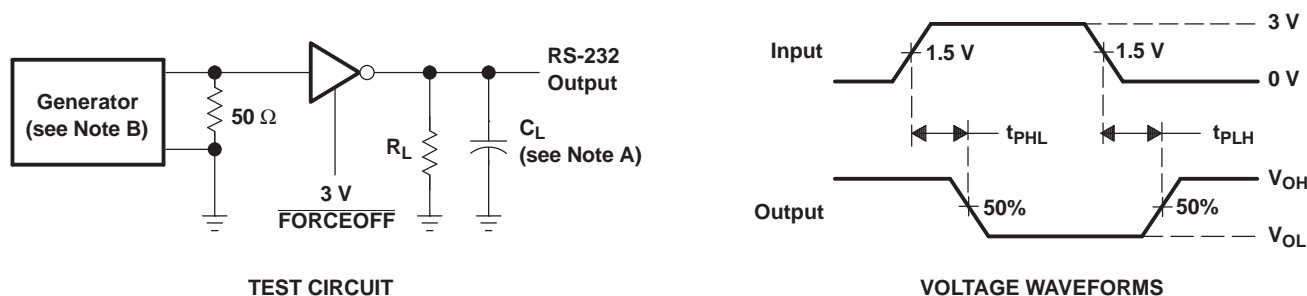 Generator
(see Note B)
50 Ω
3 V
FORCEOFF
RL
CL
(see Note A)
RS-232
Output
TEST CIRCUIT
Input
1.5 V
1.5 V
3 V
0 V
tPHL
tPLH
Output
50%
50%
VOH
VOL
VOLTAGE WAVEFORMS